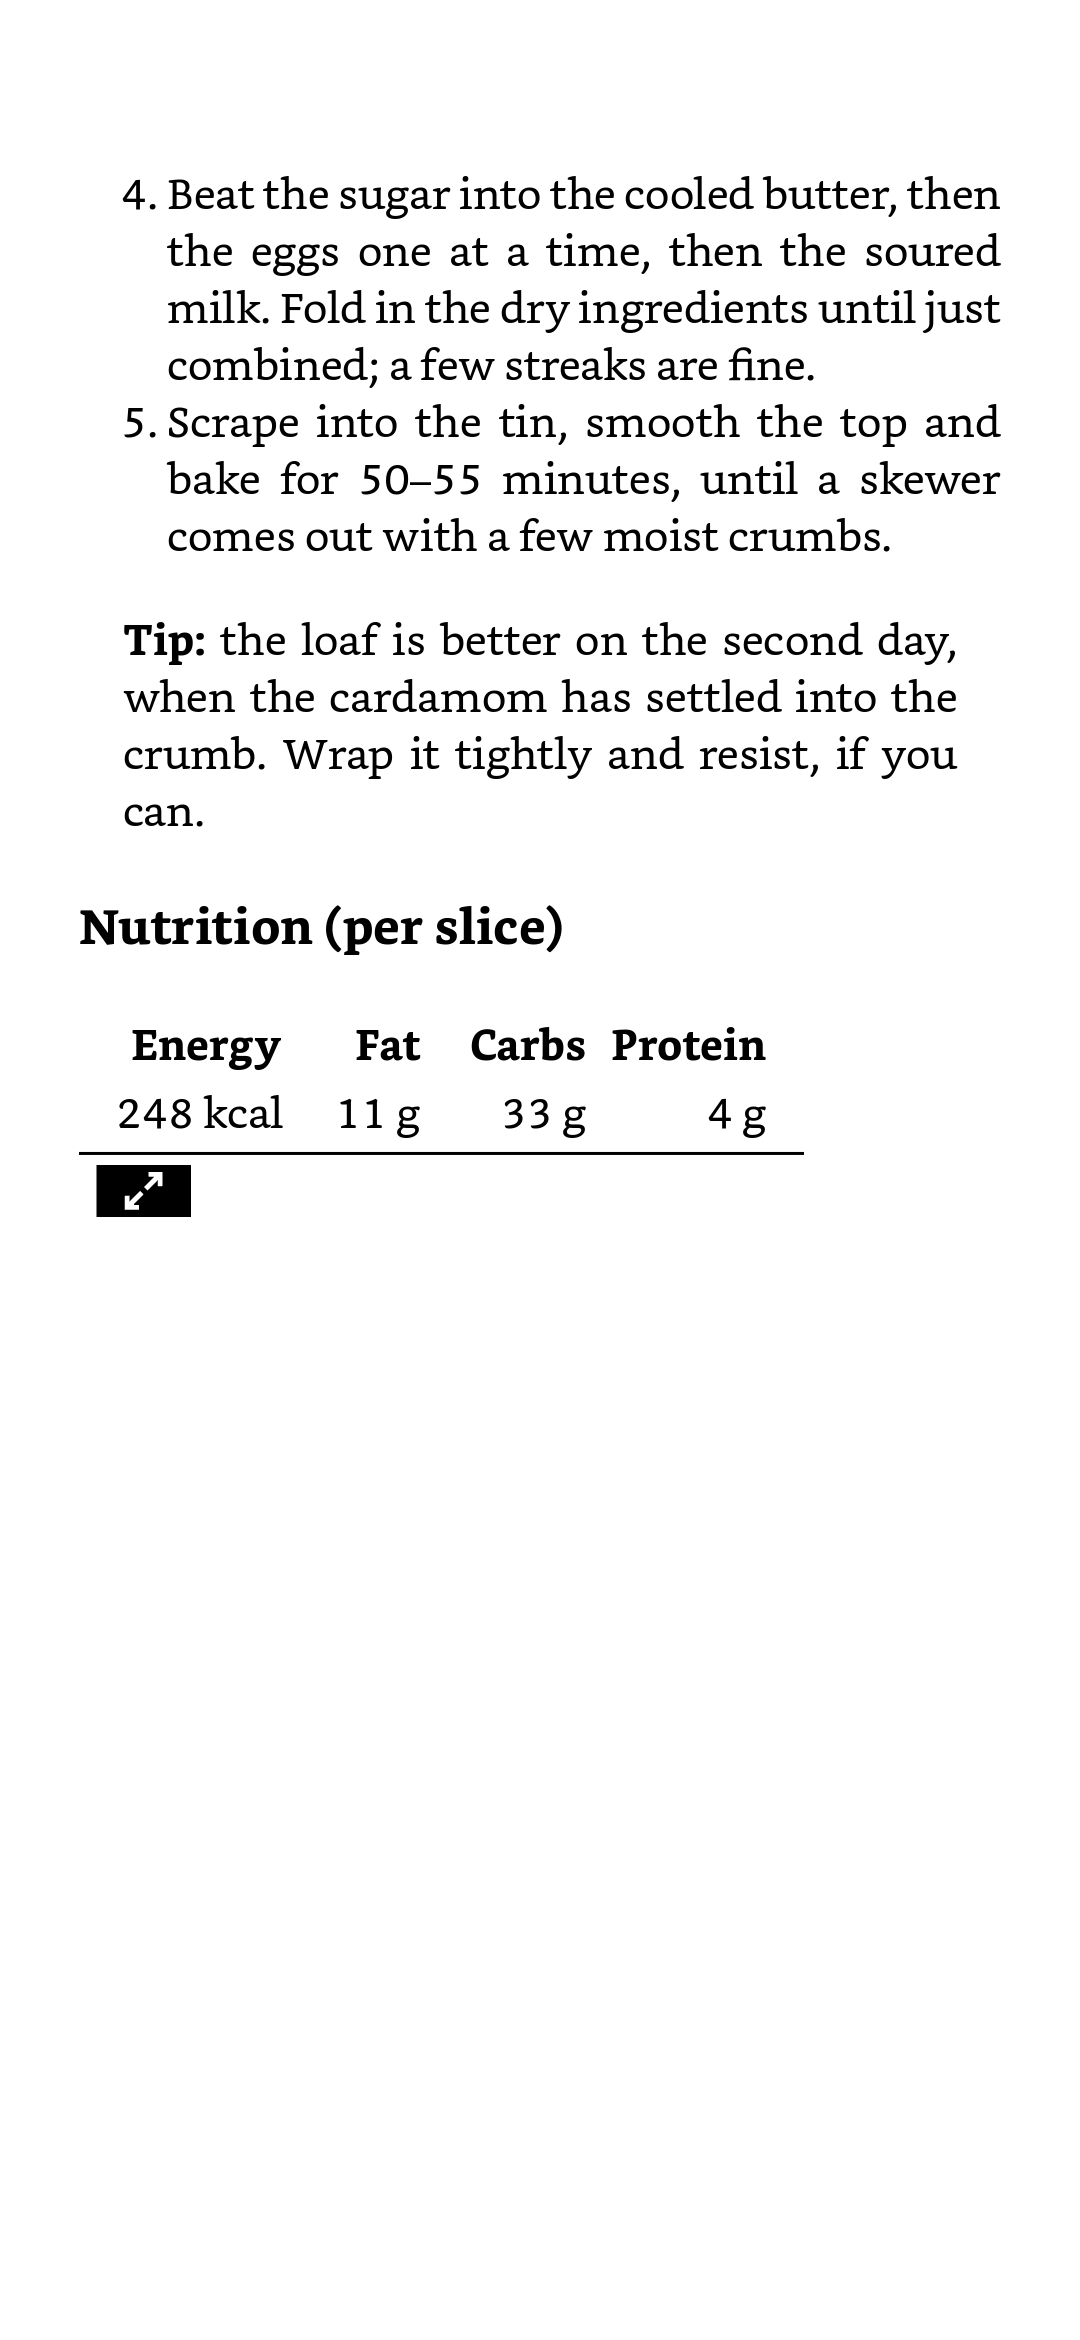 4. Beat the sugar into the cooled butter, then
the eggs one at a time, then the soured
milk. Fold in the dry ingredients until just
combined; a few streaks are fine.
5. Scrape into the tin, smooth the top and
bake for 50–55 minutes, until a skewer
comes out with a few moist crumbs.
Tip: the loaf is better on the second day,
when the cardamom has settled into the
crumb. Wrap it tightly and resist, if you
can.
Nutrition (per slice)
Energy Fat Carbs Protein
248 kcal 11 g 33 g 4 g